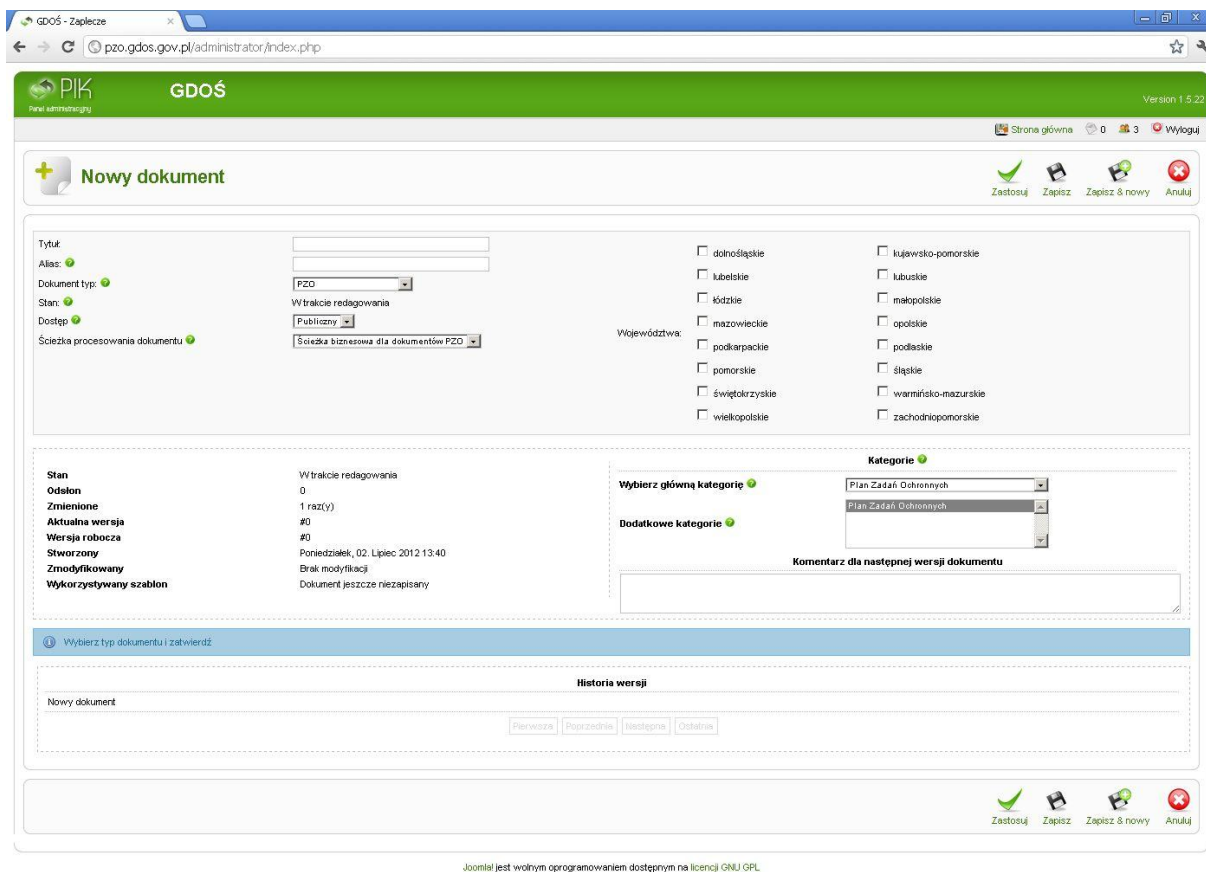 GDOŚ - Zaplecze
pzo.gdos.gov.pl/administrator/index.php
PIK
Panel administracyjny
GDOŚ
Version 1.5.22
Strona główna 0 3 Wyloguj
Nowy dokument
Zastosuj Zapisz Zapisz & nowy Anuluj
Tytuł:
Alias:
Dokument typ: PZO
Stan: W trakcie redagowania
Dostęp Publiczny
Ścieżka procesowania dokumentu Ścieżka biznesowa dla dokumentów PZO
Województwa:
dolnośląskie kujawsko-pomorskie
lubelskie lubuskie
łódzkie małopolskie
mazowieckie opolskie
podkarpackie podlaskie
pomorskie śląskie
świętokrzyskie warmińsko-mazurskie
wielkopolskie zachodniopomorskie
Stan W trakcie redagowania
Odsłon 0
Zmienione 1 raz(y)
Aktualna wersja #0
Wersja robocza #0
Stworzony Poniedziałek, 02. Lipiec 2012 13:40
Zmodyfikowany Brak modyfikacji
Wykorzystywany szablon Dokument jeszcze niezapisany
Kategorie
Wybierz główną kategorię Plan Zadań Ochronnych
Dodatkowe kategorie Plan Zadań Ochronnych
Komentarz dla następnej wersji dokumentu
Wybierz typ dokumentu i zatwierdź
Historia wersji
Nowy dokument
Pierwsza Poprzednia Następna Ostatnia
Zastosuj Zapisz Zapisz & nowy Anuluj
Joomla! jest wolnym oprogramowaniem dostępnym na licencji GNU GPL